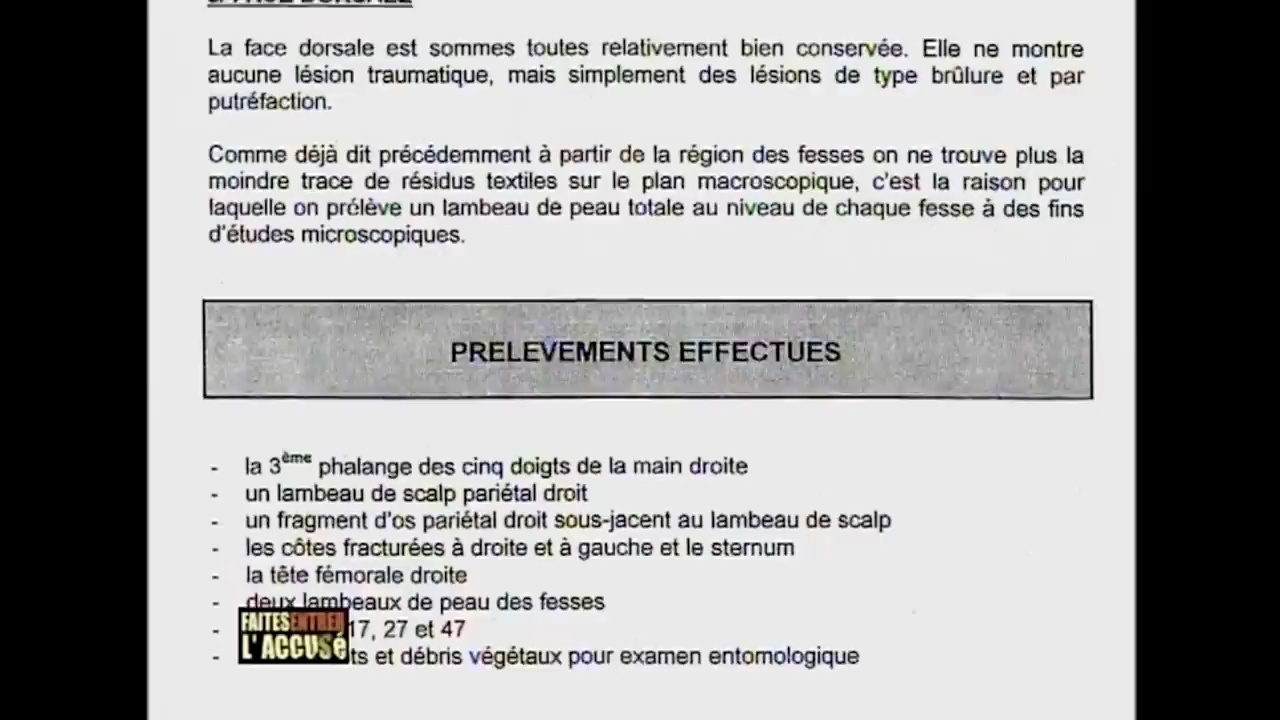 La face dorsale est sommes toutes relativement bien conservée. Elle ne montre
aucune lésion traumatique, mais simplement des lésions de type brûlure et par
putréfaction.
Comme déjà dit précédemment à partir de la région des fesses on ne trouve plus la
moindre trace de résidus textiles sur le plan macroscopique, c'est la raison pour
laquelle on prélève un lambeau de peau totale au niveau de chaque fesse à des fins
d'études microscopiques.
PRELEVEMENTS EFFECTUES
- la 3ème phalange des cinq doigts de la main droite
- un lambeau de scalp pariétal droit
- un fragment d'os pariétal droit sous-jacent au lambeau de scalp
- les côtes fracturées à droite et à gauche et le sternum
- la tête fémorale droite
- deux lambeaux de peau des fesses
- 17, 27 et 47
- ts et débris végétaux pour examen entomologique
FAITES ENTRER
L'ACCUSé